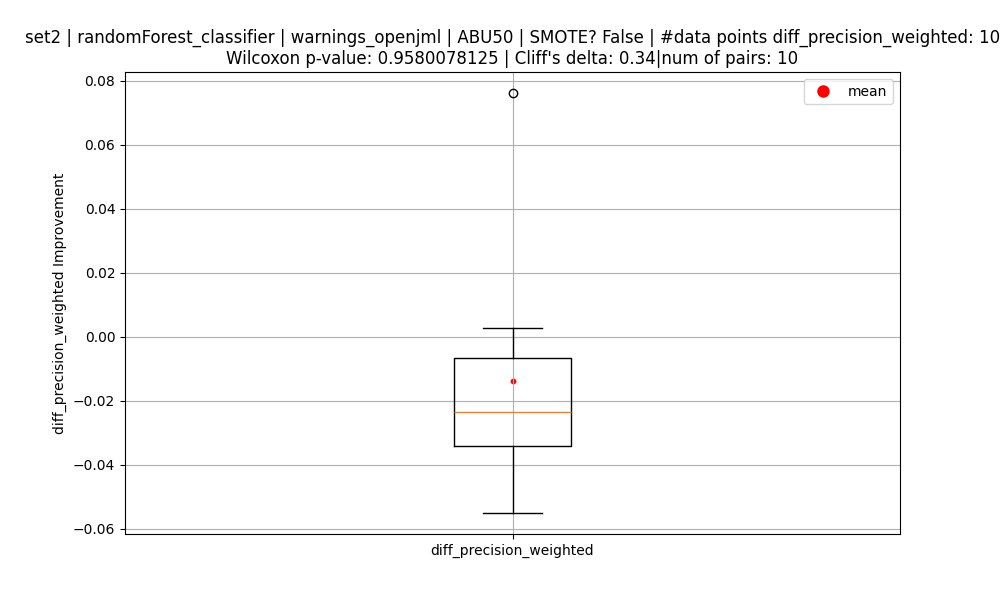 set2 | randomForest_classifier | warnings_openjml | ABU50 | SMOTE? False | #data points diff_precision_weighted: 10
Wilcoxon p-value: 0.9580078125 | Cliff's delta: 0.34|num of pairs: 10
mean
0.08
0.06
0.04
0.02
0.00
−0.02
−0.04
−0.06
diff_precision_weighted Improvement
diff_precision_weighted